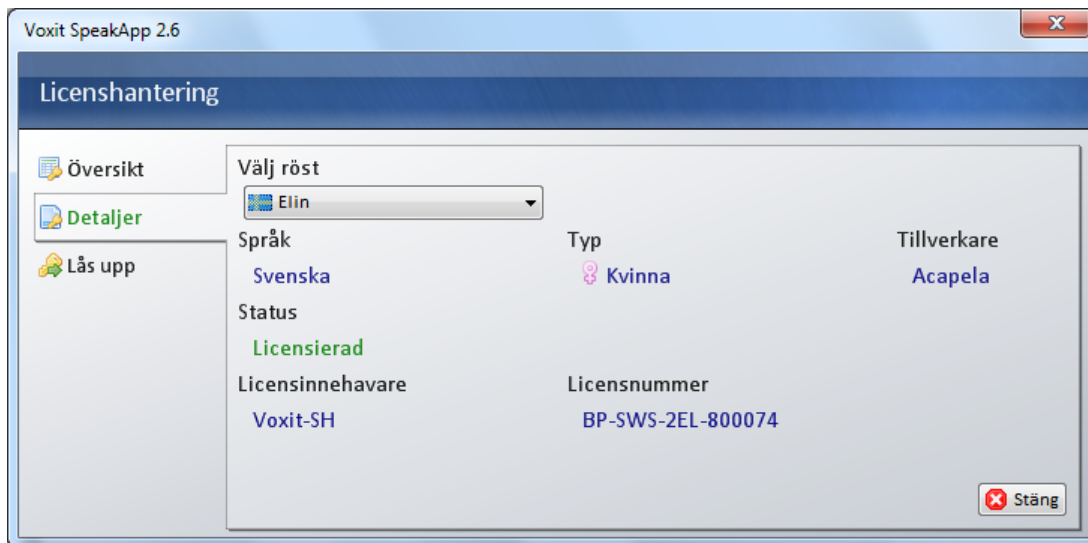 Voxit SpeakApp 2.6
Licenshantering
Översikt
Detaljer
Lås upp
Välj röst
Elin
Språk Typ Tillverkare
Svenska Kvinna Acapela
Status
Licensierad
Licensinnehavare Licensnummer
Voxit-SH BP-SWS-2EL-800074
Stäng